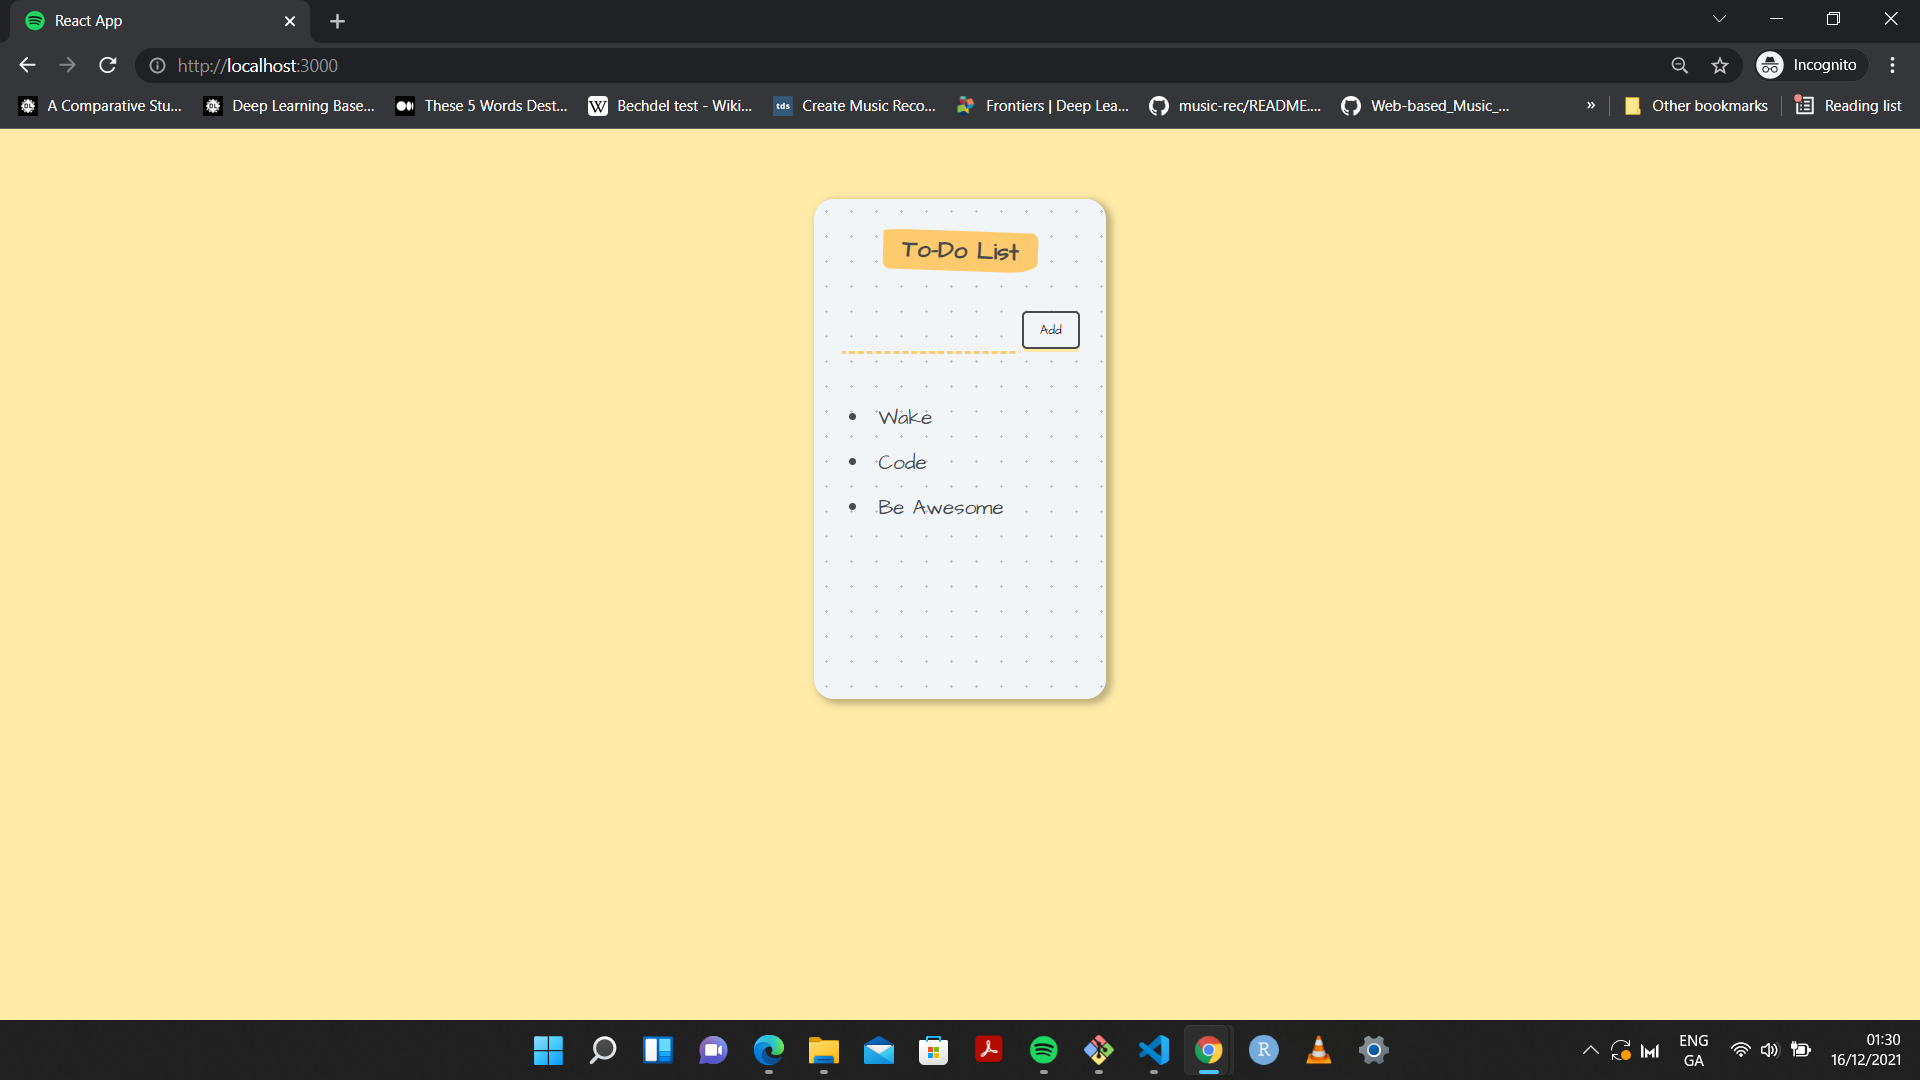 React App
http://localhost:3000
Incognito
A Comparative Stu...
Deep Learning Base...
These 5 Words Dest...
W
Bechdel test - Wiki...
tds
Create Music Reco...
Frontiers | Deep Lea...
music-rec/README....
Web-based_Music_...
»
Other bookmarks
Reading list
To-Do List
Add
Wake
Code
Be Awesome
R
ENG
GA
01:30
16/12/2021